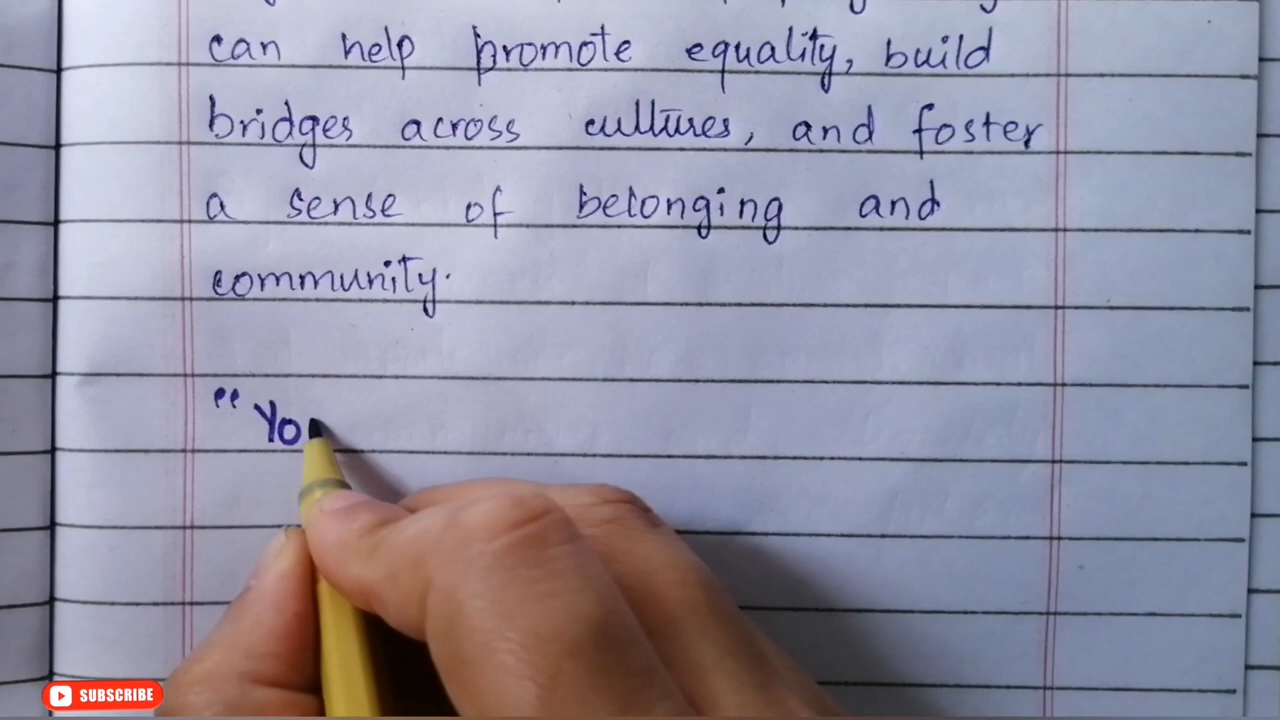 can help promote equality, build
bridges across cultures, and foster
a sense of belonging and
community.
" Yo
SUBSCRIBE